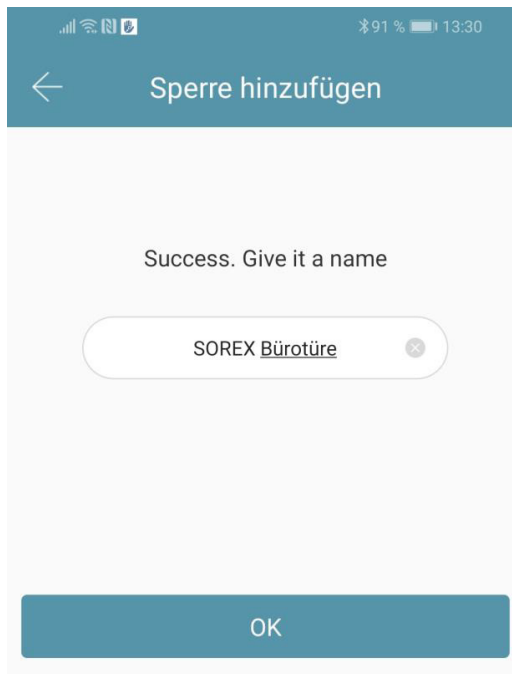 91 % 13:30
Sperre hinzufügen
Success. Give it a name
SOREX Bürotüre
OK